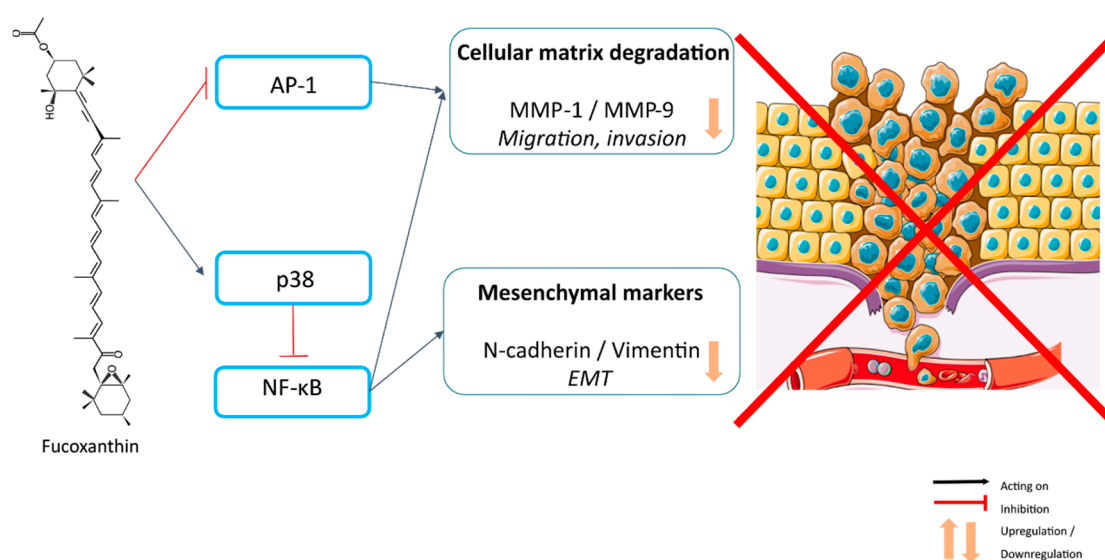 O
O
HO
O
O
Fucoxanthin
AP-1
p38
NF-κB
Cellular matrix degradation
MMP-1 / MMP-9
Migration, invasion
Mesenchymal markers
N-cadherin / Vimentin
EMT
Acting on
Inhibition
Upregulation /
Downregulation